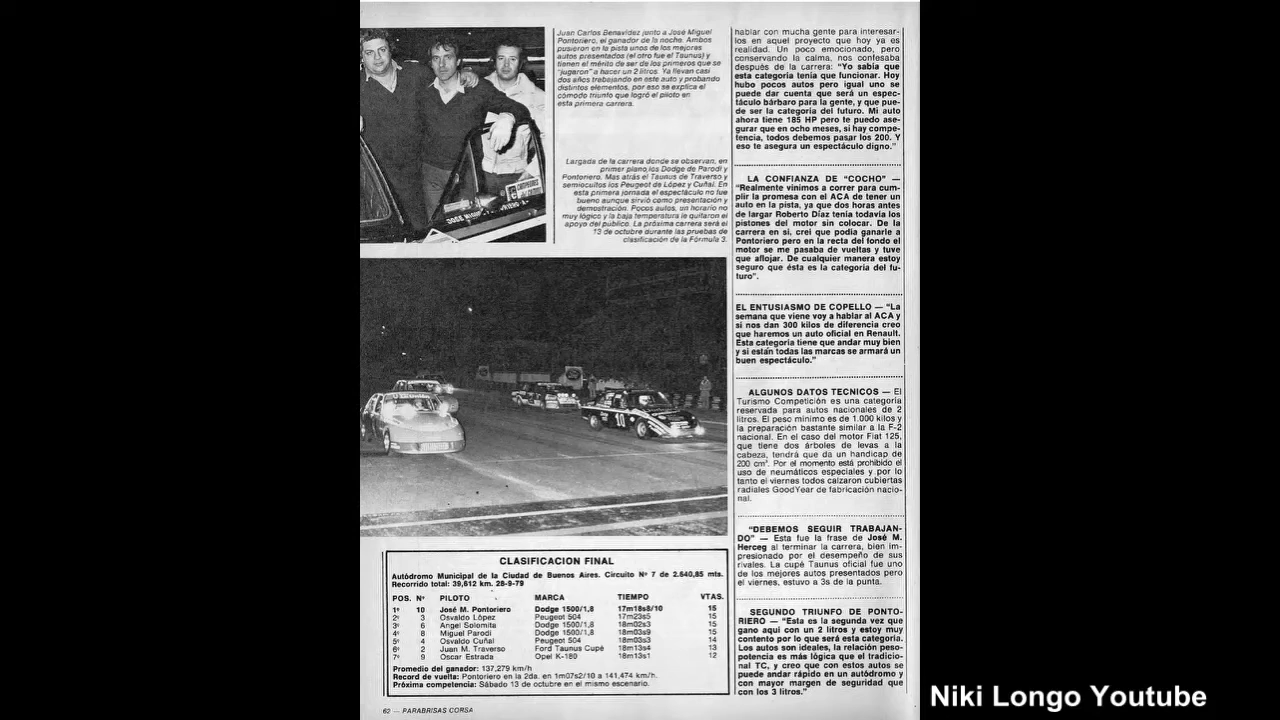 Juan Carlos Benavídez junto a José Miguel
Pontoriero, el ganador de la noche. Ambos
pusieron en la pista unos de los mejores
autos presentados (el otro fue el Taunus) y
tienen el mérito de ser de los primeros que se
"jugaron" a hacer un 2 litros. Ya llevan casi
dos años trabajando en este auto y probando
distintos elementos, por eso se explica el
cómodo triunfo que logró el piloto en
esta primera carrera.
Largada de la carrera donde se observan, en
primer plano, los Dodge de Parodi y
Pontoriero. Mas atrás el Taunus de Traverso y
semiocultos los Peugeot de López y Cuñal. En
esta primera jornada el espectáculo no fue
bueno aunque sirvió como presentación y
demostración. Pocos autos, un horario no
muy lógico y la baja temperatura le quitaron el
apoyo del público. La próxima carrera será el
13 de octubre durante las pruebas de
clasificación de la Fórmula 3.
JOSE MIGU
10
CLASIFICACION FINAL
Autódromo Municipal de la Ciudad de Buenos Aires. Circuito Nº 7 de 2.640,85 mts.
Recorrido total: 39,612 km. 28-9-79
POS. Nº PILOTO MARCA TIEMPO VTAS.
1º 10 José M. Pontoriero Dodge 1500/1,8 17m18s8/10 15
2º 3 Osvaldo López Peugeot 504 17m23s5 15
3º 6 Angel Solomita Dodge 1500/1,8 18m02s3 15
4º 8 Miguel Parodi Dodge 1500/1,8 18m03s9 15
5º 4 Osvaldo Cuñal Peugeot 504 18m03s3 14
6º 2 Juan M. Traverso Ford Taunus Cupé 18m13s4 13
7º 9 Oscar Estrada Opel K-180 18m13s1 12
Promedio del ganador: 137,279 km/h
Record de vuelta: Pontoriero en la 2da. en 1m07s2/10 a 141,474 km/h.
Próxima competencia: Sábado 13 de octubre en el mismo escenario.
62 — PARABRISAS CORSA
hablar con mucha gente para interesar-
los en aquel proyecto que hoy ya es
realidad. Un poco emocionado, pero
conservando la calma, nos confesaba
después de la carrera: "Yo sabía que
esta categoría tenía que funcionar. Hoy
hubo pocos autos pero igual uno se
puede dar cuenta que será un espec-
táculo bárbaro para la gente, y que pue-
de ser la categoría del futuro. Mi auto
ahora tiene 185 HP pero te puedo ase-
gurar que en ocho meses, si hay compe-
tencia, todos debemos pasar los 200. Y
eso te asegura un espectáculo digno."
LA CONFIANZA DE "COCHO" —
"Realmente vinimos a correr para cum-
plir la promesa con el ACA de tener un
auto en la pista, ya que dos horas antes
de largar Roberto Díaz tenía todavía los
pistones del motor sin colocar. De la
carrera en sí, creí que podía ganarle a
Pontoriero pero en la recta del fondo el
motor se me pasaba de vueltas y tuve
que aflojar. De cualquier manera estoy
seguro que ésta es la categoría del fu-
turo".
EL ENTUSIASMO DE COPELLO — "La
semana que viene voy a hablar al ACA y
si nos dan 300 kilos de diferencia creo
que haremos un auto oficial en Renault.
Esta categoría tiene que andar muy bien
y si están todas las marcas se armará un
buen espectáculo."
ALGUNOS DATOS TECNICOS — El
Turismo Competición es una categoría
reservada para autos nacionales de 2
litros. El peso mínimo es de 1.000 kilos y
la preparación bastante similar a la F-2
nacional. En el caso del motor Fiat 125,
que tiene dos árboles de levas a la
cabeza, tendrá que da un handicap de
200 cm³. Por el momento está prohibido el
uso de neumáticos especiales y por lo
tanto el viernes todos calzaron cubiertas
radiales GoodYear de fabricación nacio-
nal.
"DEBEMOS SEGUIR TRABAJAN-
DO" — Esta fue la frase de José M.
Herceg al terminar la carrera, bien im-
presionado por el desempeño de sus
rivales. La cupé Taunus oficial fue uno
de los mejores autos presentados pero
el viernes, estuvo a 3s de la punta.
SEGUNDO TRIUNFO DE PONTO-
RIERO — "Esta es la segunda vez que
gano aquí con un 2 litros y estoy muy
contento por lo que será esta categoría.
Los autos son ideales, la relación peso-
potencia es más lógica que el tradicio-
nal TC, y creo que con estos autos se
puede andar rápido en un autódromo y
con mayor margen de seguridad que
con los 3 litros."
Niki Longo Youtube